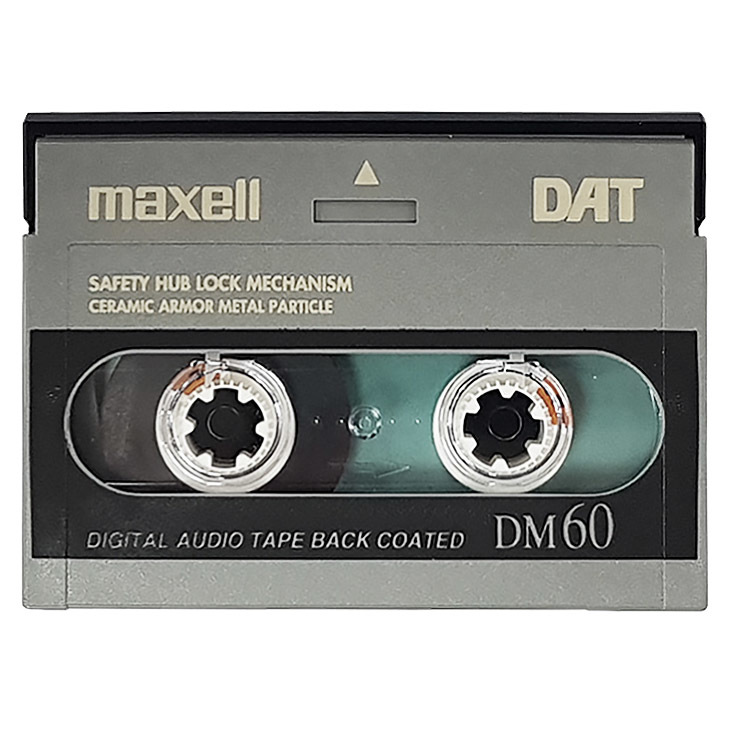 maxell DAT
SAFETY HUB LOCK MECHANISM
CERAMIC ARMOR METAL PARTICLE
DIGITAL AUDIO TAPE BACK COATED DM60